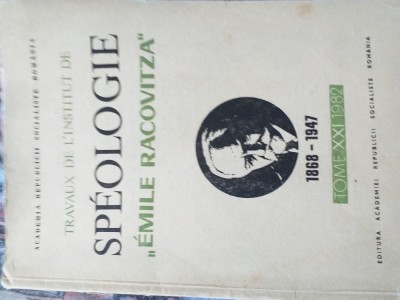 ACADEMIA REPUBLICII SOCIALISTE ROMÂNIA
TRAVAUX DE L'INSTITUT DE
SPÉOLOGIE
„ÉMILE RACOVITZA"
1868 - 1947
TOME XXI 1982
EDITURA ACADEMIEI REPUBLICII SOCIALISTE ROMÂNIA